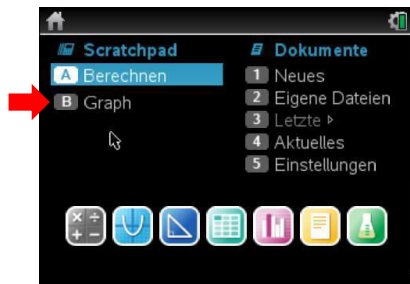 Scratchpad
A Berechnen
B Graph
Dokumente
1 Neues
2 Eigene Dateien
3 Letzte ▹
4 Aktuelles
5 Einstellungen